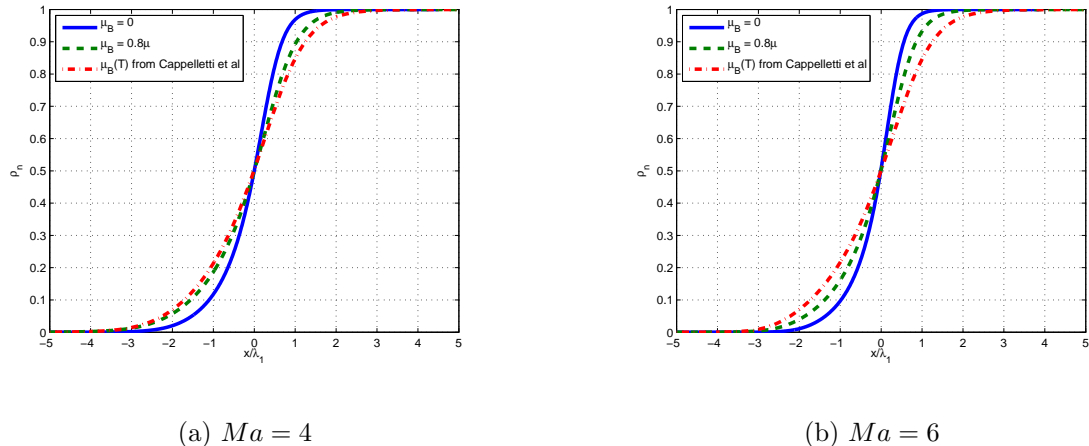 1
0.9
0.8
0.7
0.6
0.5
0.4
0.3
0.2
0.1
0
ρn
μB = 0
μB = 0.8μ
μB(T) from Cappelletti et al
−5 −4 −3 −2 −1 0 1 2 3 4 5
x/λ1
(a) Ma = 4
1
0.9
0.8
0.7
0.6
0.5
0.4
0.3
0.2
0.1
0
ρn
μB = 0
μB = 0.8μ
μB(T) from Cappelletti et al
−5 −4 −3 −2 −1 0 1 2 3 4 5
x/λ1
(b) Ma = 6